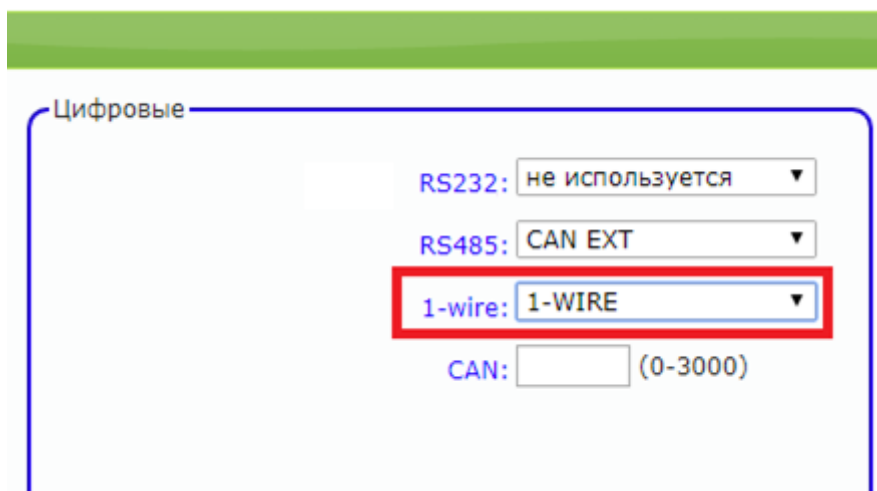 Цифровые
RS232: не используется
RS485: CAN EXT
1-wire: 1-WIRE
CAN: (0-3000)